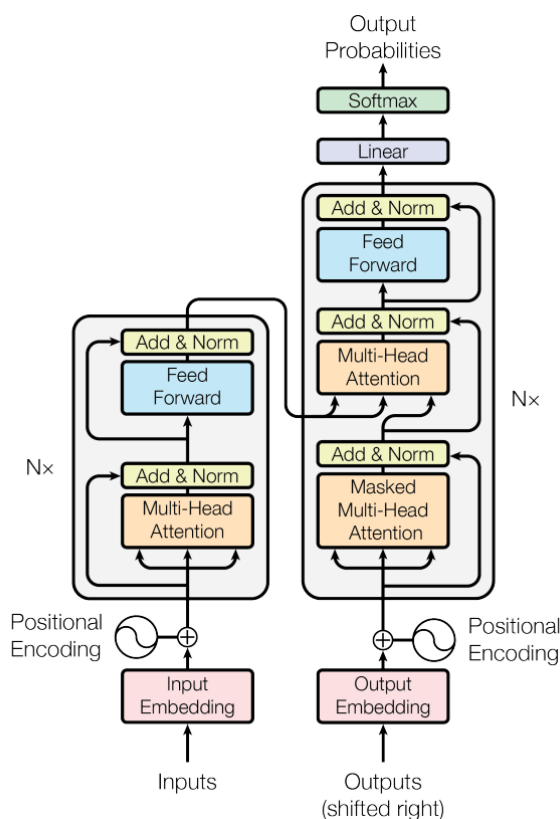 Output
Probabilities
Softmax
Linear
Add & Norm
Feed
Forward
Add & Norm
Multi-Head
Attention
Nx
Add & Norm
Masked
Multi-Head
Attention
Add & Norm
Feed
Forward
Nx
Add & Norm
Multi-Head
Attention
Positional
Encoding
Positional
Encoding
Input
Embedding
Output
Embedding
Inputs
Outputs
(shifted right)